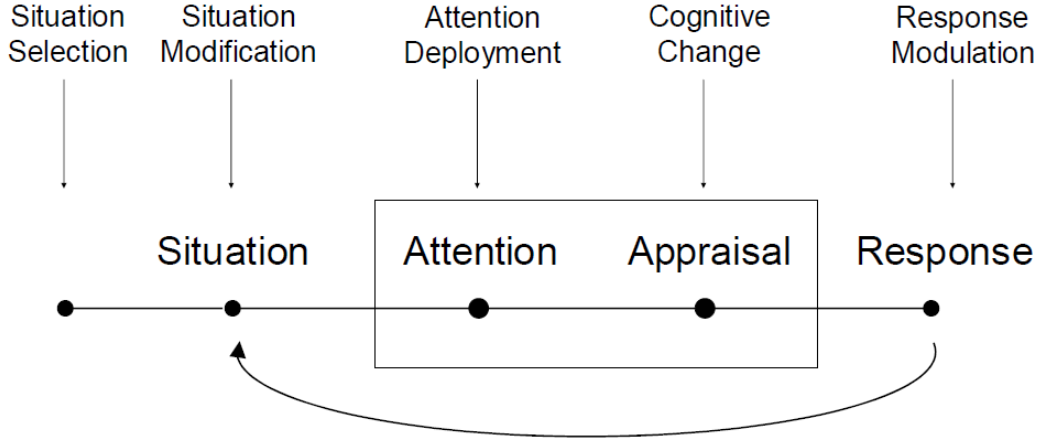 Situation
Selection
Situation
Modification
Attention
Deployment
Cognitive
Change
Response
Modulation
Situation
Attention
Appraisal
Response